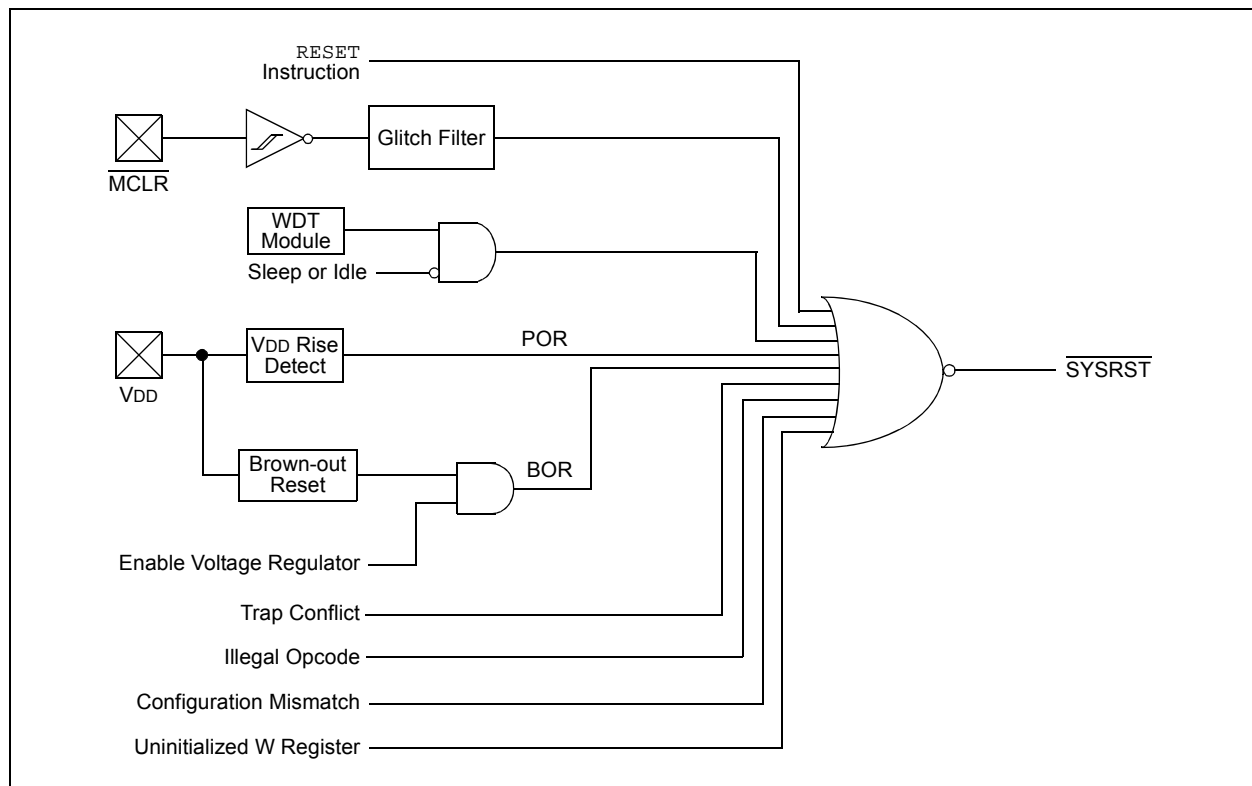 RESET
Instruction
Glitch Filter
MCLR
WDT
Module
Sleep or Idle
VDD Rise
Detect
POR
VDD
SYSRST
Brown-out
Reset
BOR
Enable Voltage Regulator
Trap Conflict
Illegal Opcode
Configuration Mismatch
Uninitialized W Register